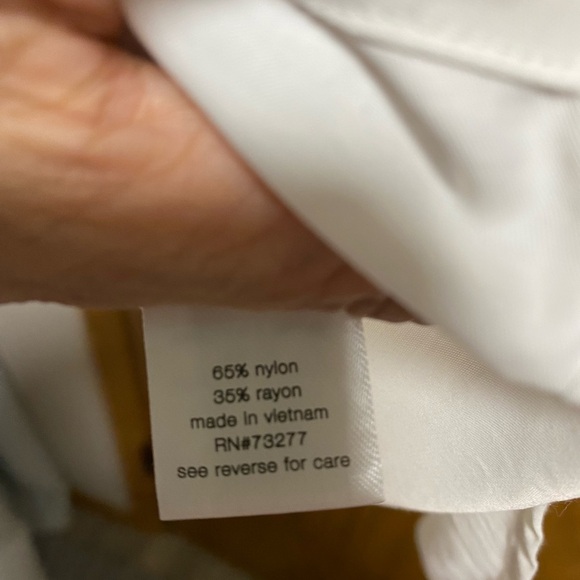 65% nylon
35% rayon
made in vietnam
RN#73277
see reverse for care